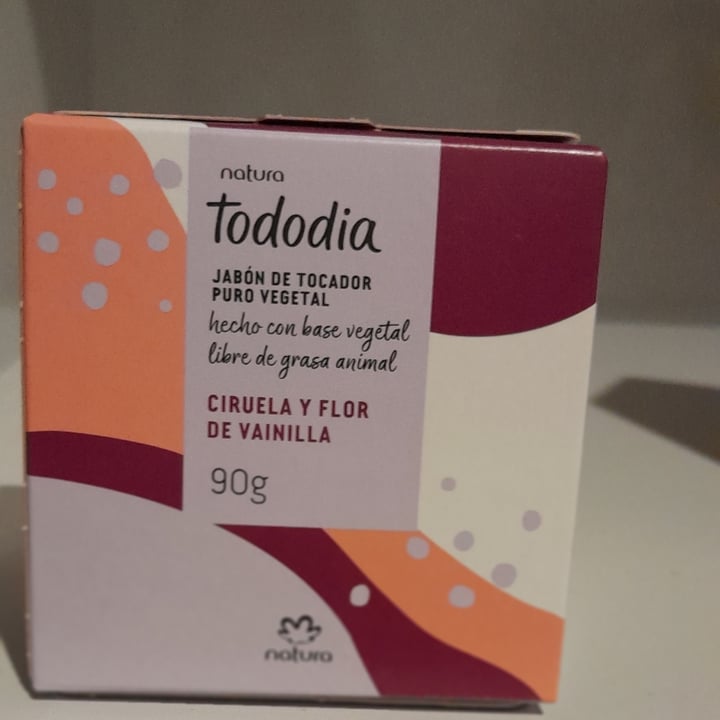 natura
tododia
JABÓN DE TOCADOR
PURO VEGETAL
hecho con base vegetal
libre de grasa animal
CIRUELA Y FLOR
DE VAINILLA
90g
natura